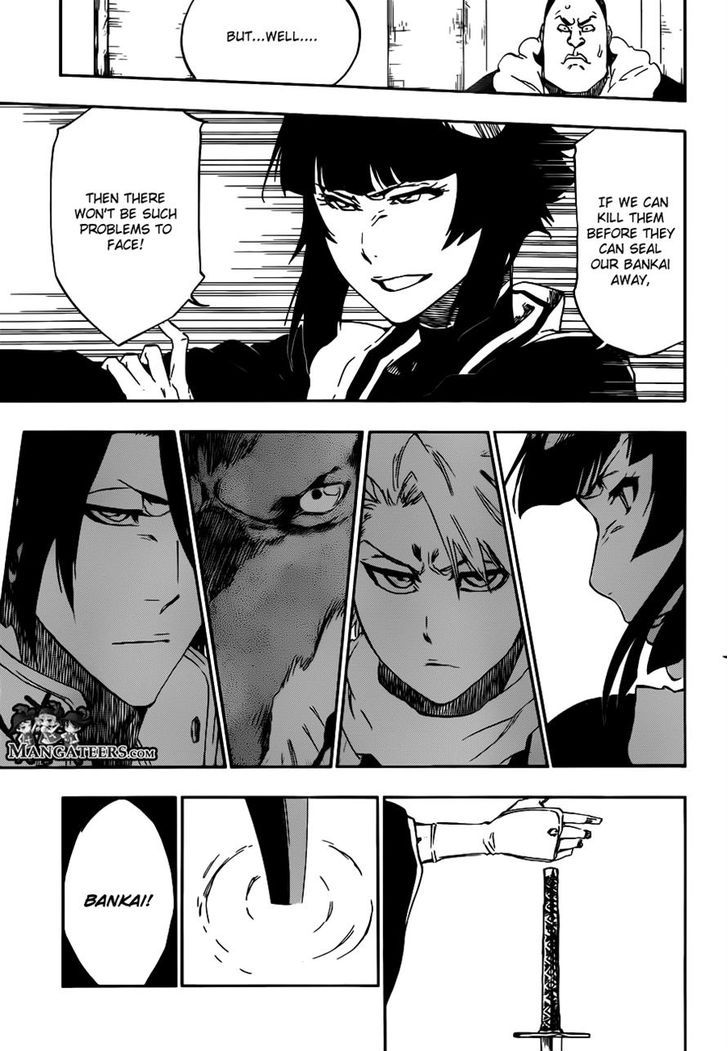 BUT...WELL....
IF WE CAN
KILL THEM
BEFORE THEY
CAN SEAL
OUR BANKAI
AWAY,
THEN THERE
WON'T BE SUCH
PROBLEMS TO
FACE!
MANGATEERS.COM
BANKAI!